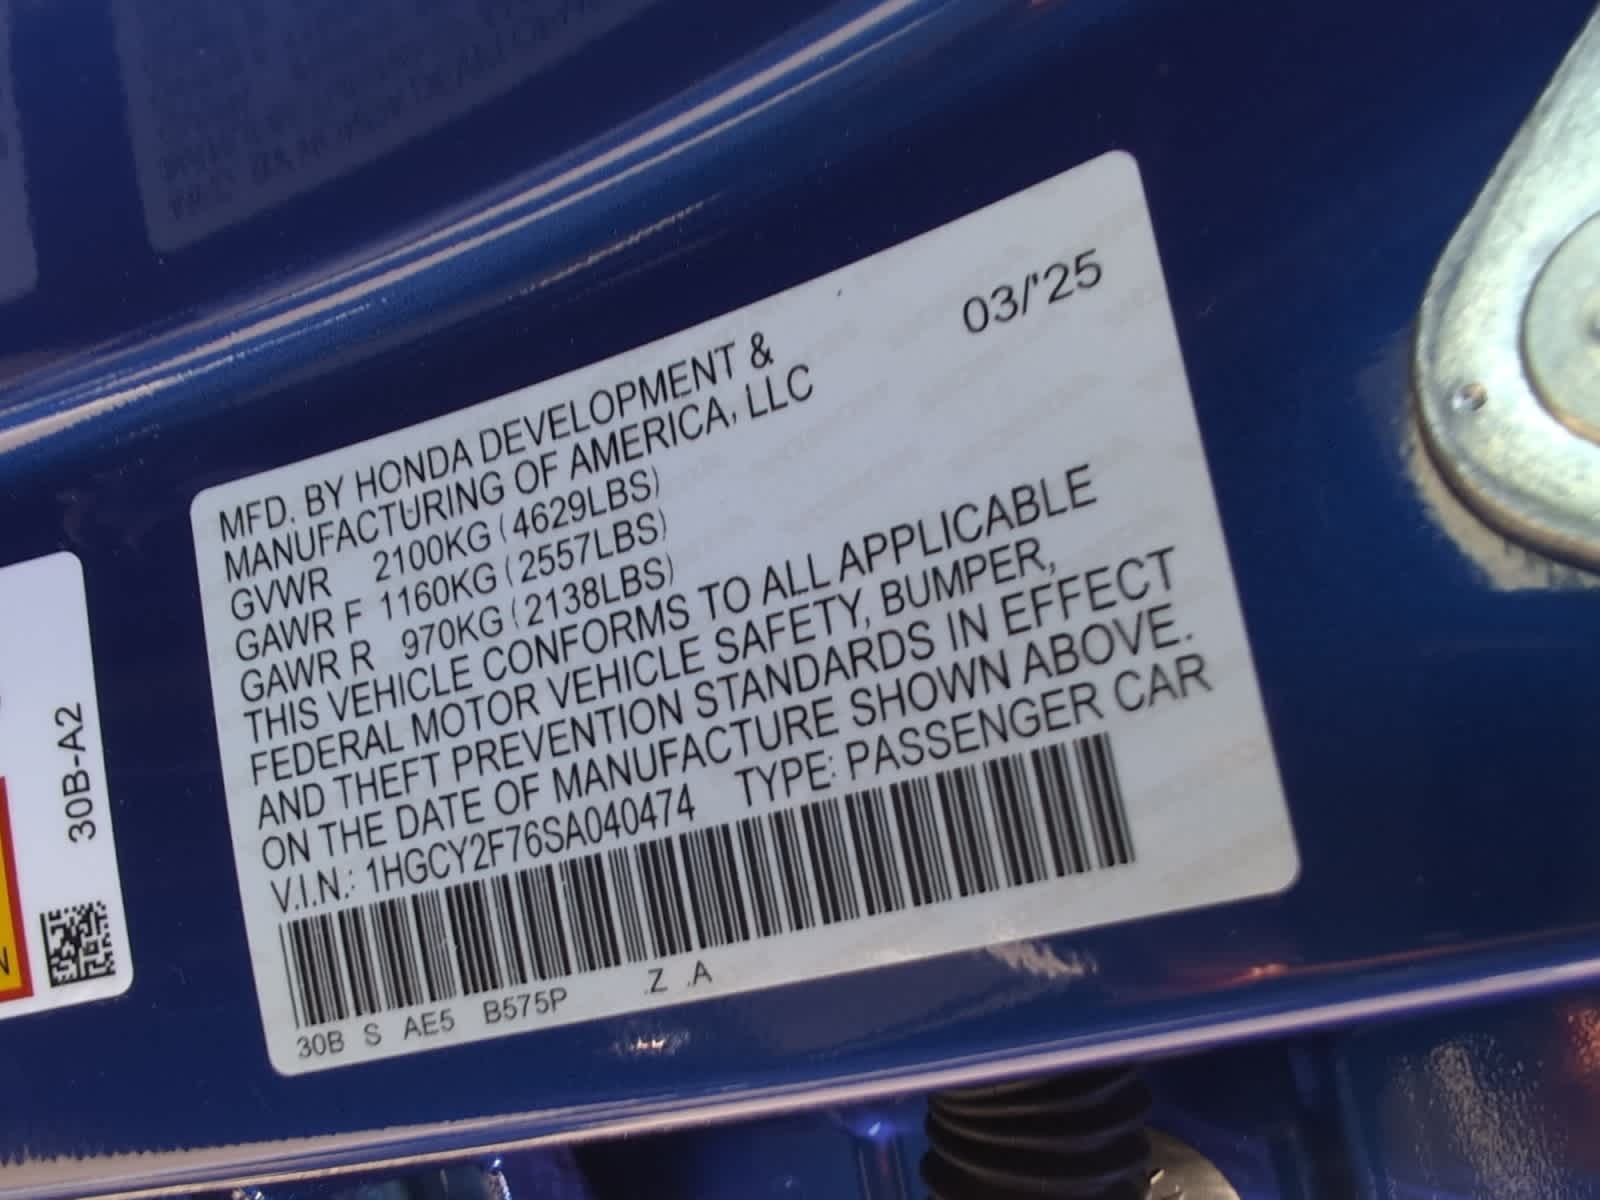 03/'25
MFD. BY HONDA DEVELOPMENT &
MANUFACTURING OF AMERICA, LLC
GVWR 2100KG (4629LBS)
GAWR F 1160KG (2557LBS)
GAWR R 970KG (2138LBS)
THIS VEHICLE CONFORMS TO ALL APPLICABLE
FEDERAL MOTOR VEHICLE SAFETY, BUMPER,
AND THEFT PREVENTION STANDARDS IN EFFECT
ON THE DATE OF MANUFACTURE SHOWN ABOVE.
V.I.N.: 1HGCY2F76SA040474 TYPE: PASSENGER CAR
30B S AE5 B575P .Z .A
30B-A2